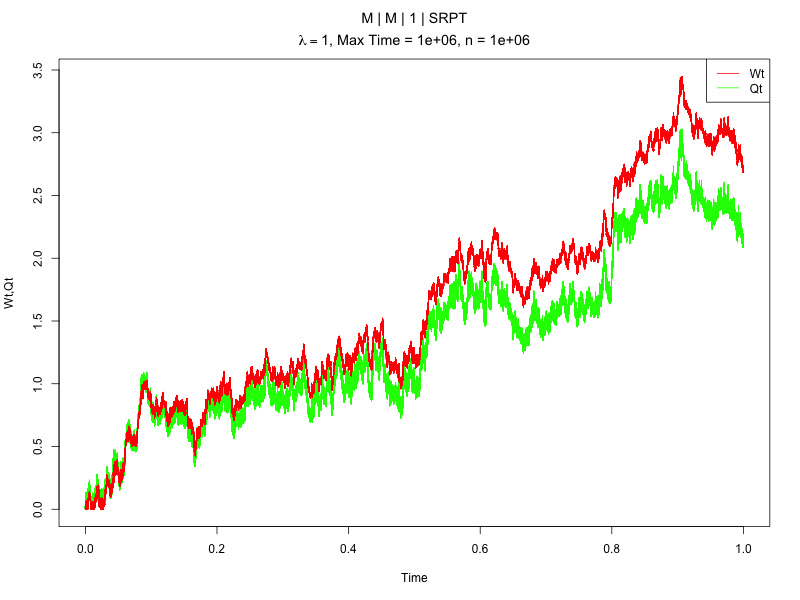 M | M | 1 | SRPT
λ = 1, Max Time = 1e+06, n = 1e+06
Wt
Qt
3.5
3.0
2.5
2.0
1.5
1.0
0.5
0.0
Wt,Qt
0.0 0.2 0.4 0.6 0.8 1.0
Time